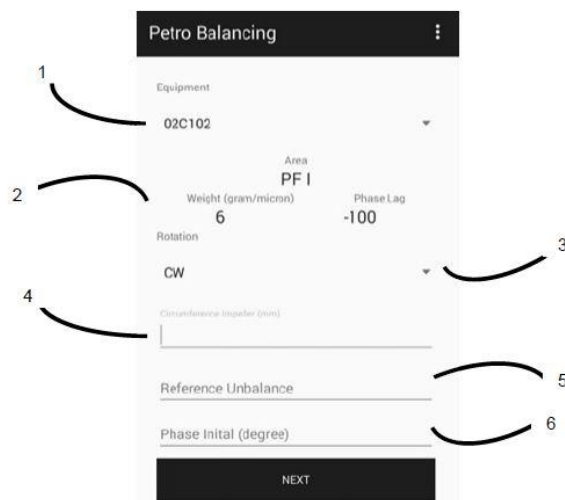 Petro Balancing
1
Equipment
02C102
Area
PF I
2
Weight (gram/micron) Phase Lag
6 -100
Rotation
3
CW
4
Circumference Impeler (mm)
5
Reference Unbalance
6
Phase Inital (degree)
NEXT